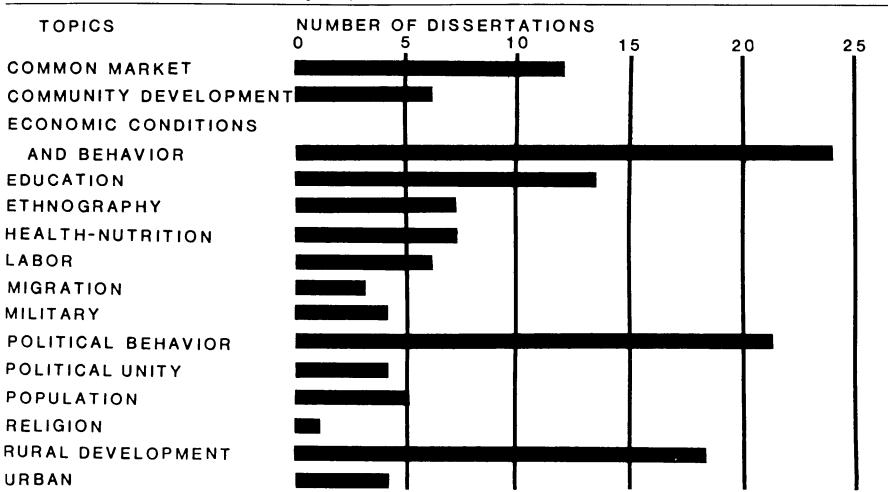 TOPICS NUMBER OF DISSERTATIONS
0 5 10 15 20 25
COMMON MARKET
COMMUNITY DEVELOPMENT
ECONOMIC CONDITIONS
AND BEHAVIOR
EDUCATION
ETHNOGRAPHY
HEALTH-NUTRITION
LABOR
MIGRATION
MILITARY
POLITICAL BEHAVIOR
POLITICAL UNITY
POPULATION
RELIGION
RURAL DEVELOPMENT
URBAN